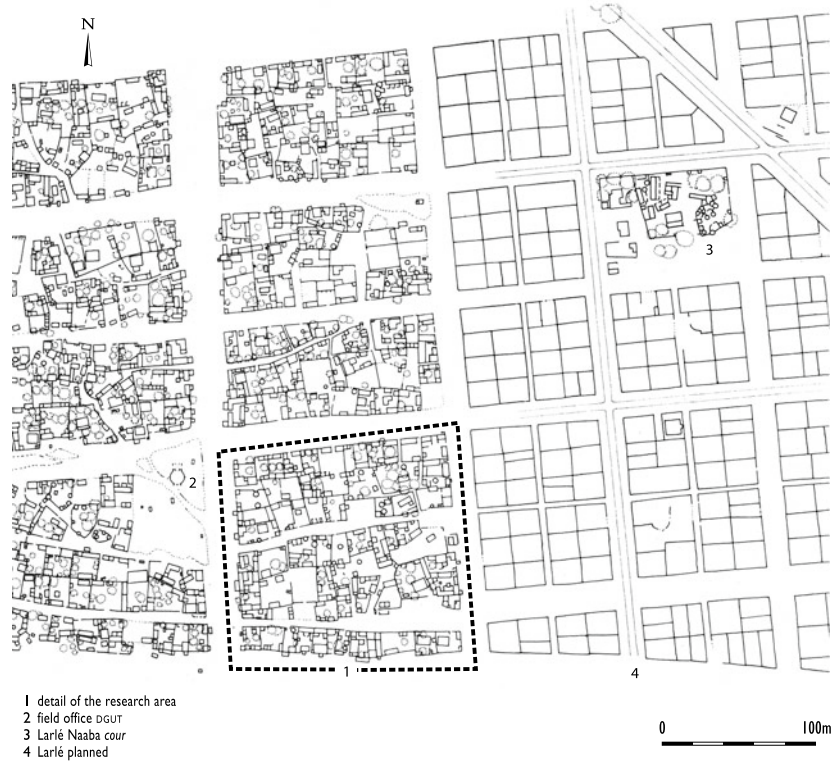 N
3
2
1
4
1 detail of the research area
2 field office DGUT
3 Larlé Naaba cour
4 Larlé planned
0 100m